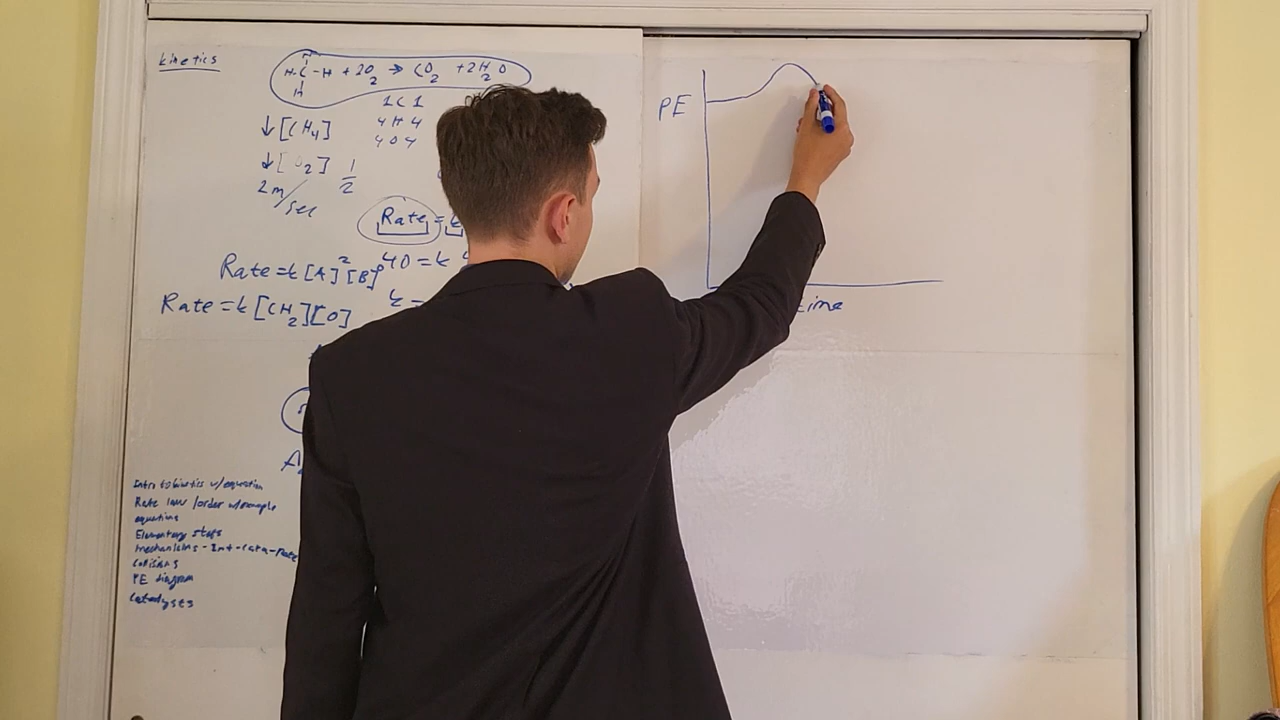 kinetics
H-C-H + 2O2 → CO2 + 2H2O
H
1 C 1
4 H 4
4 O 4
↓[CH4]
↓[O2] 1/2
2m/sec
Rate =
Rate = k[A]^2[B]
40 = k
Rate = k[CH2][O]
Intro to kinetics w/equation
Rate law/order w/example
equations
Elementary steps
mechanisms - Int - Cata - Rate
Collisions
PE diagram
Catalysts
PE
time